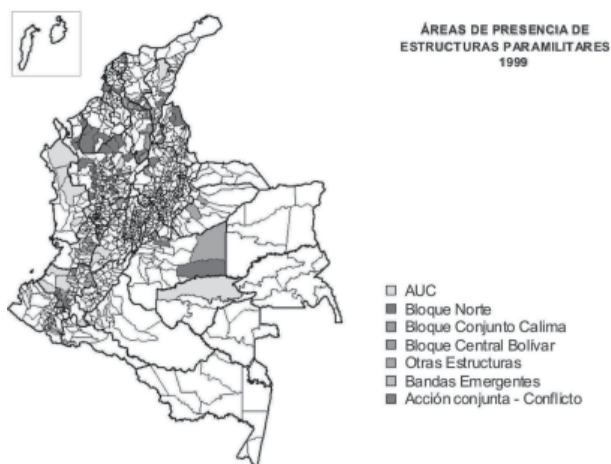 ÁREAS DE PRESENCIA DE
ESTRUCTURAS PARAMILITARES
1999
AUC
Bloque Norte
Bloque Conjunto Calima
Bloque Central Bolívar
Otras Estructuras
Bandas Emergentes
Acción conjunta - Conflicto